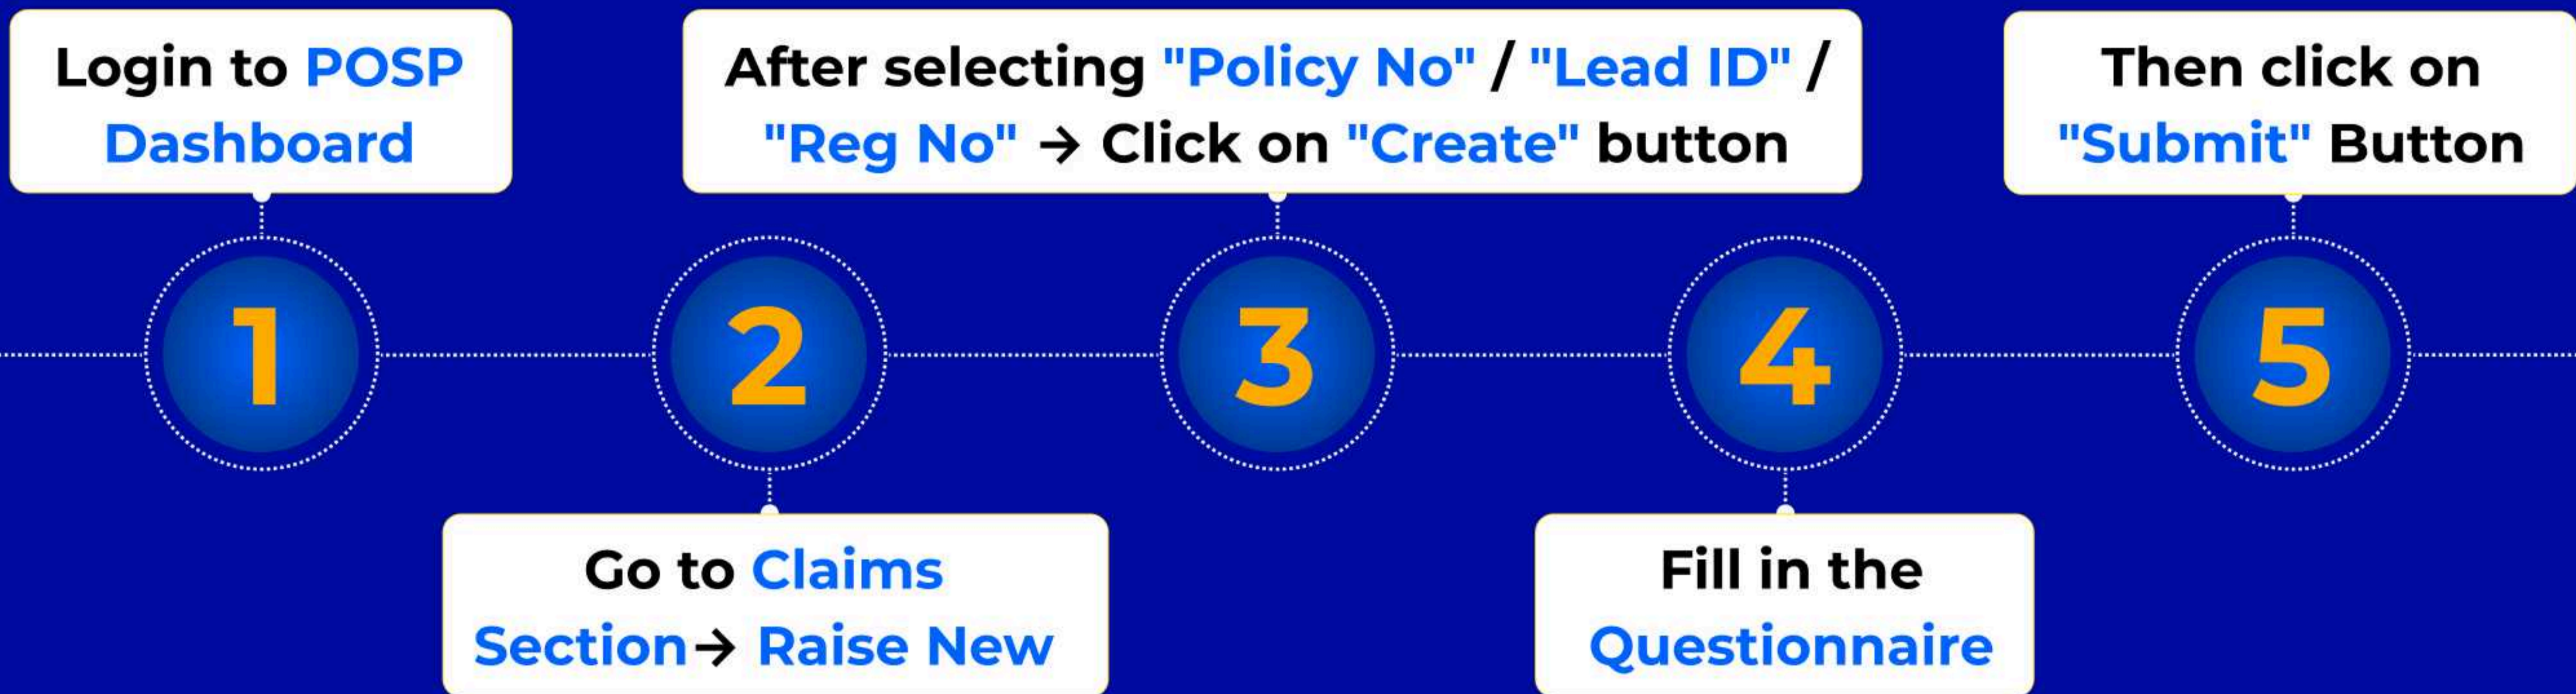 Login to POSP
Dashboard
1
Go to Claims
Section→ Raise New
2
After selecting "Policy No" / "Lead ID" /
"Reg No" → Click on "Create" button
3
Fill in the
Questionnaire
4
Then click on
"Submit" Button
5